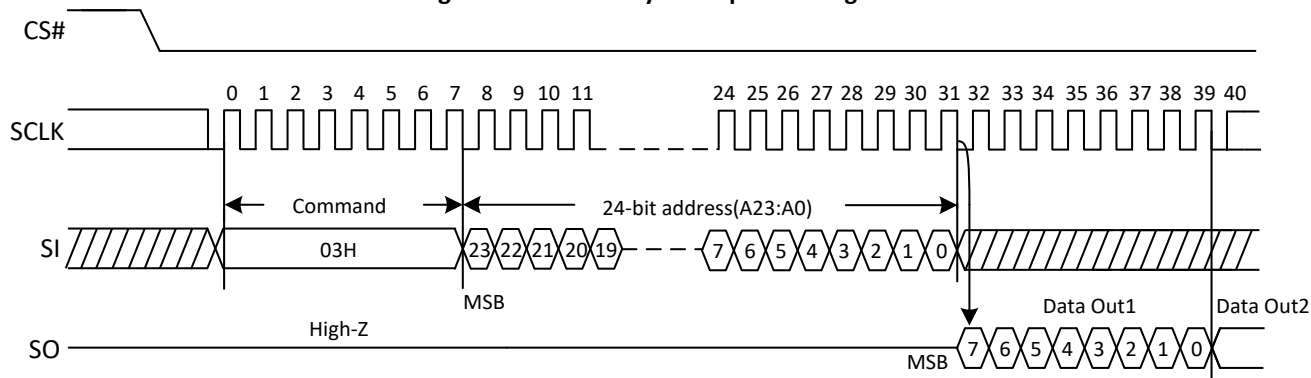 CS#
0 1 2 3 4 5 6 7 8 9 10 11 24 25 26 27 28 29 30 31 32 33 34 35 36 37 38 39 40
SCLK
Command 24-bit address(A23:A0)
SI 03H 23 22 21 20 19 7 6 5 4 3 2 1 0
MSB Data Out1 Data Out2
High-Z
SO MSB 7 6 5 4 3 2 1 0